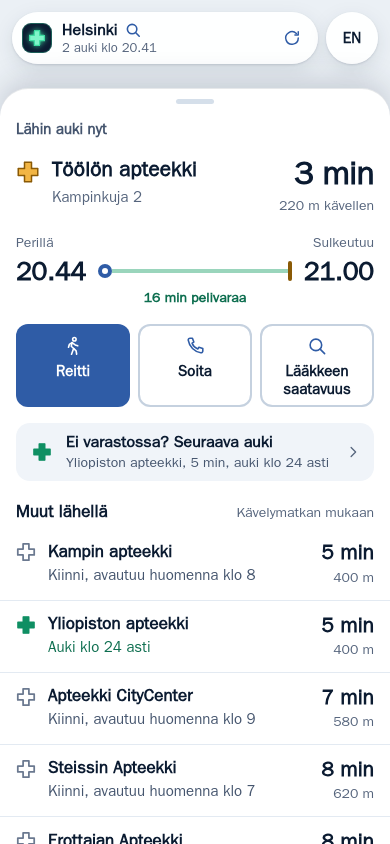 Helsinki
2 auki klo 20.41
EN
Lähin auki nyt
Töölön apteekki
3 min
Kampinkuja 2
220 m kävellen
Perillä
Sulkeutuu
20.44
21.00
16 min pelivaraa
Reitti
Soita
Lääkkeen
saatavuus
Ei varastossa? Seuraava auki
Yliopiston apteekki, 5 min, auki klo 24 asti
Muut lähellä
Kävelymatkan mukaan
Kampin apteekki
5 min
Kiinni, avautuu huomenna klo 8
400 m
Yliopiston apteekki
5 min
Auki klo 24 asti
400 m
Apteekki CityCenter
7 min
Kiinni, avautuu huomenna klo 9
580 m
Steissin Apteekki
8 min
Kiinni, avautuu huomenna klo 7
620 m
Erottajan Apteekki
8 min